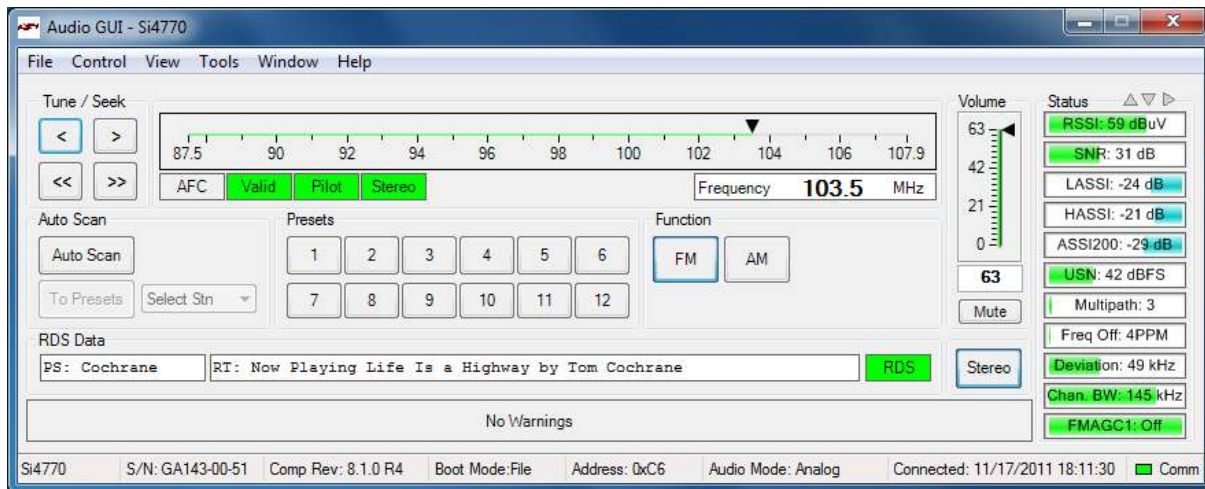 Audio GUI - Si4770
File Control View Tools Window Help
Tune / Seek
< >
<< >>
87.5 90 92 94 96 98 100 102 104 106 107.9
AFC Valid Pilot Stereo
Frequency 103.5 MHz
Auto Scan
Auto Scan
To Presets Select Stn
Presets
1 2 3 4 5 6
7 8 9 10 11 12
Function
FM AM
RDS Data
PS: Cochrane RT: Now Playing Life Is a Highway by Tom Cochrane RDS
Volume
63
42
21
0
63
Mute
Stereo
Status
RSSI: 59 dBuV
SNR: 31 dB
LASSI: -24 dB
HASSI: -21 dB
ASSI200: -29 dB
USN: 42 dBFS
Multipath: 3
Freq Off: 4PPM
Deviation: 49 kHz
Chan. BW: 145 kHz
FMAGC1: Off
No Warnings
Si4770 S/N: GA143-00-51 Comp Rev: 8.1.0 R4 Boot Mode:File Address: 0xC6 Audio Mode: Analog Connected: 11/17/2011 18:11:30 Comm